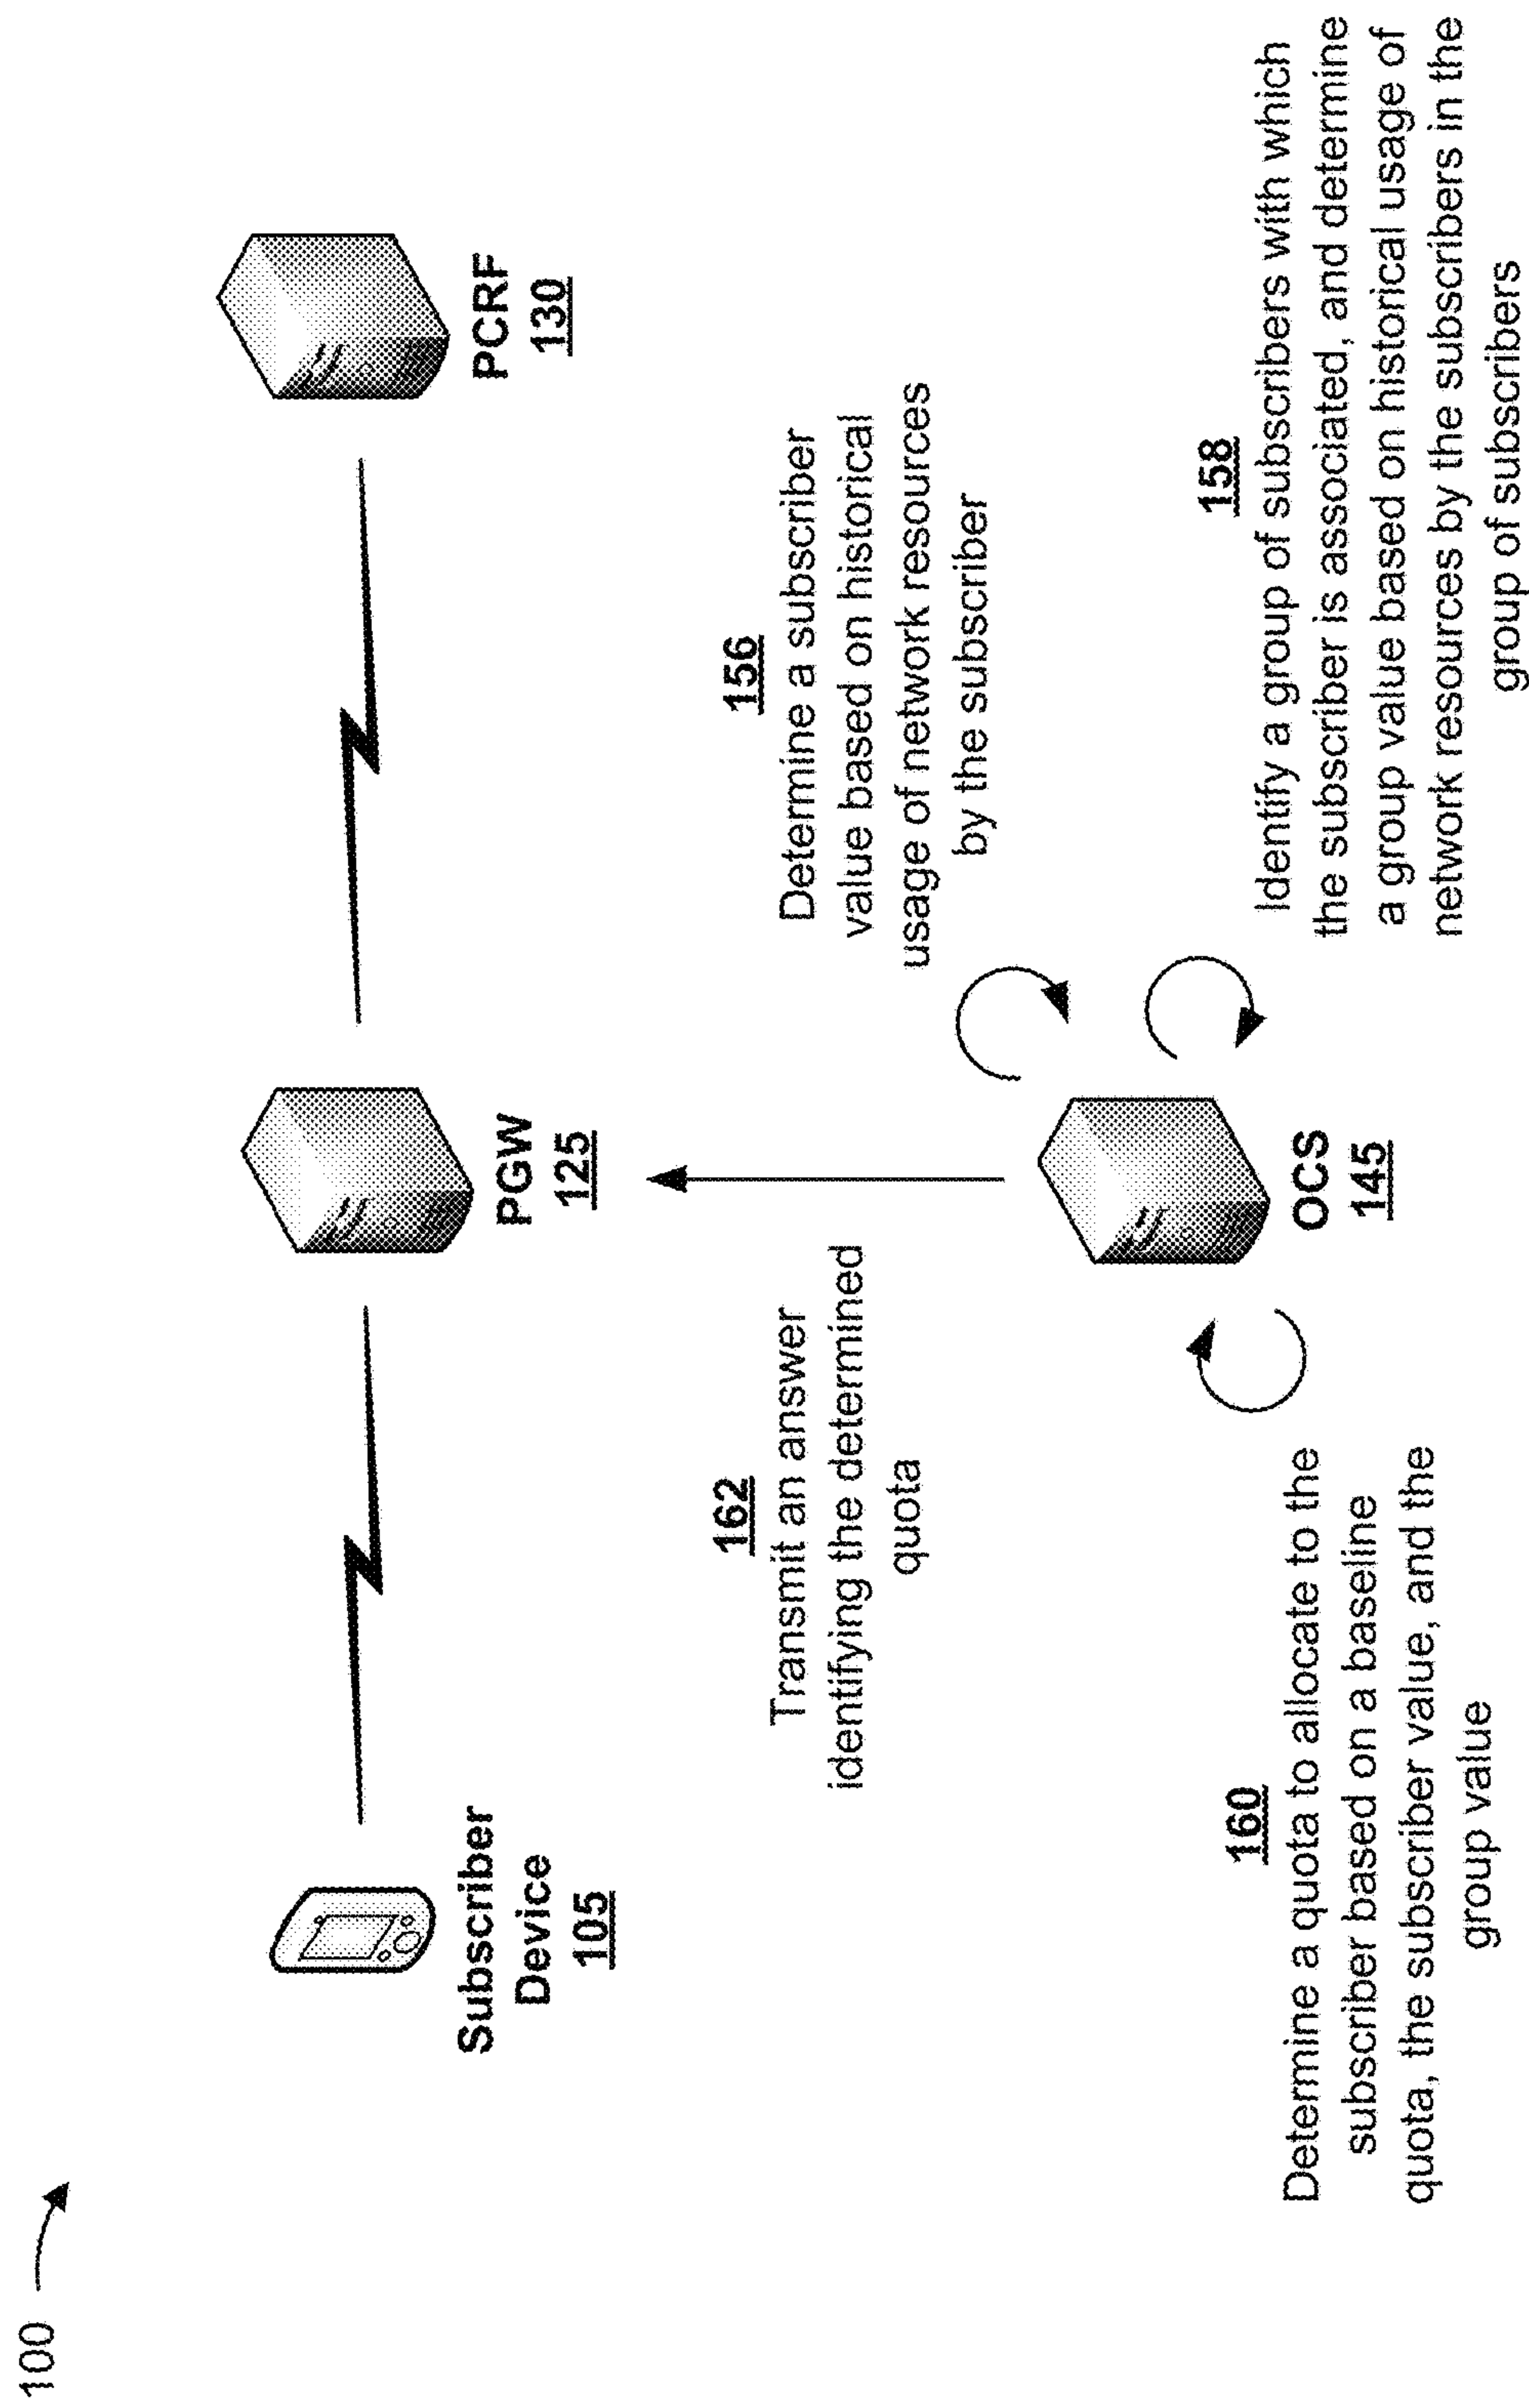 100
Subscriber
Device
105
PGW
125
PCRF
130
162
Transmit an answer
identifying the determined
quota
156
Determine a subscriber
value based on historical
usage of network resources
by the subscriber
OCS
145
160
Determine a quota to allocate to the
subscriber based on a baseline
quota, the subscriber value, and the
group value
158
Identify a group of subscribers with which
the subscriber is associated, and determine
a group value based on historical usage of
network resources by the subscribers in the
group of subscribers